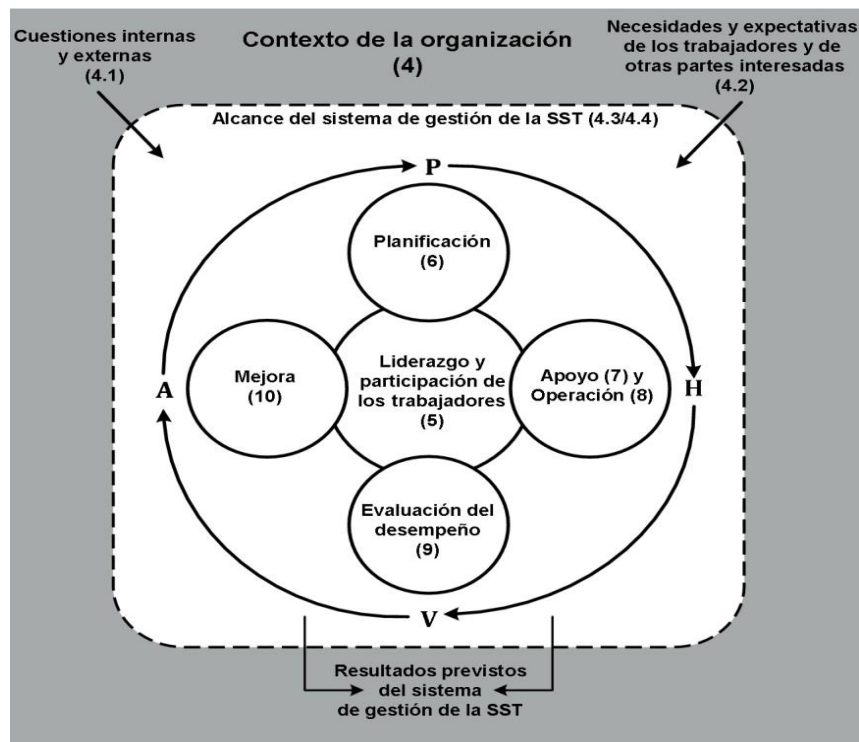 Cuestiones internas
y externas
(4.1)
Contexto de la organización
(4)
Necesidades y expectativas
de los trabajadores y de
otras partes interesadas
(4.2)
Alcance del sistema de gestión de la SST (4.3/4.4)
P
Planificación
(6)
A
Mejora
(10)
Liderazgo y
participación de
los trabajadores
(5)
Apoyo (7) y
Operación (8)
H
Evaluación del
desempeño
(9)
V
Resultados previstos
del sistema
de gestión de la SST